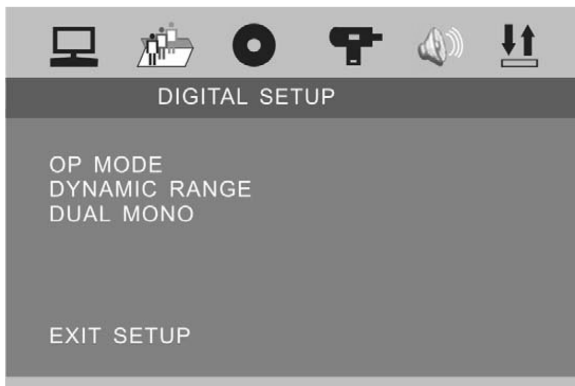 DIGITAL SETUP
OP MODE
DYNAMIC RANGE
DUAL MONO
EXIT SETUP